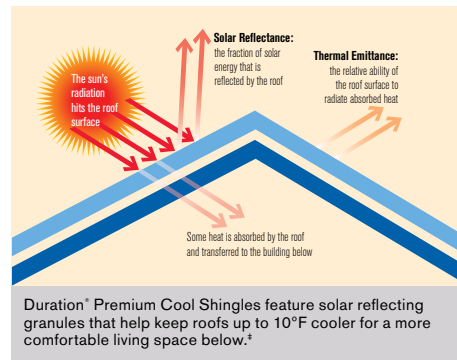 Solar Reflectance:
the fraction of solar
energy that is
reflected by the roof
Thermal Emittance:
the relative ability of
the roof surface to
radiate absorbed heat
The sun's
radiation
hits the roof
surface
Some heat is absorbed by the roof
and transferred to the building below
Duration® Premium Cool Shingles feature solar reflecting
granules that help keep roofs up to 10°F cooler for a more
comfortable living space below.‡